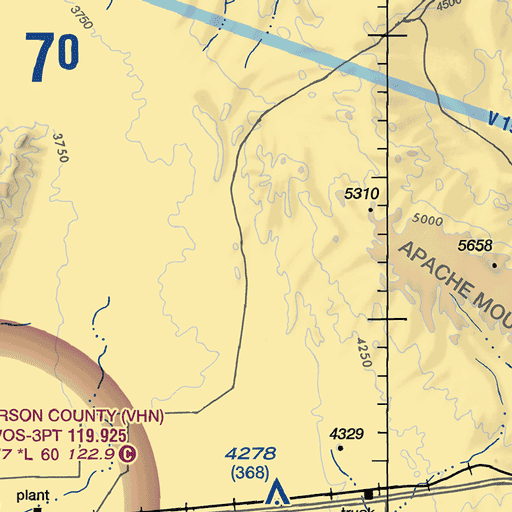 4500
3750
70
V 19
3750
5310
5000
5658
APACHE MOU
4250
RSON COUNTY (VHN)
WOS-3PT 119.925
7 *L 60 122.9 C
4278
(368)
4329
plant
truck